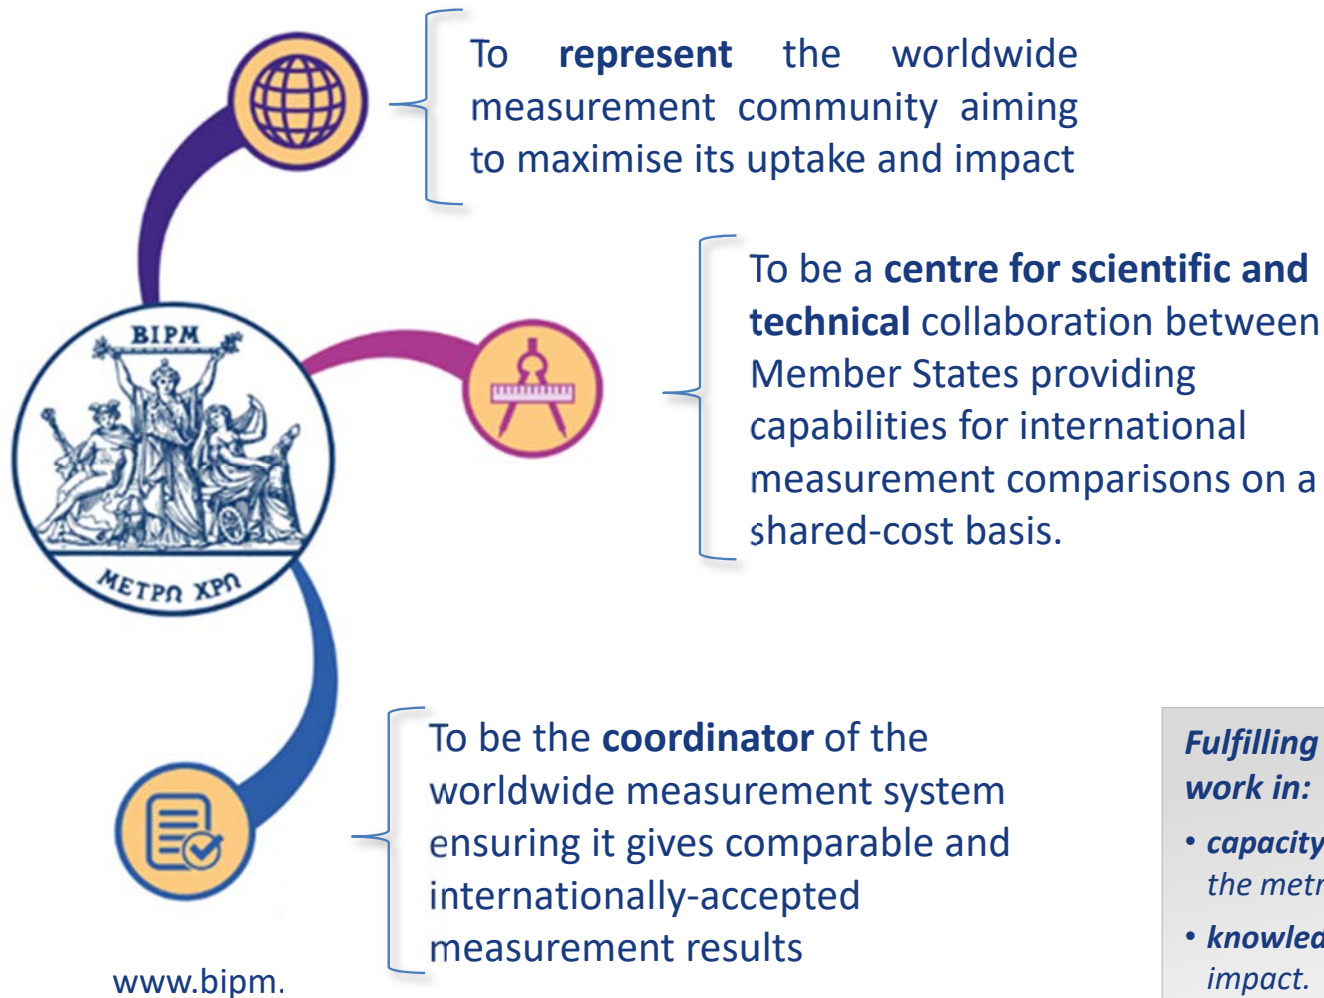 To represent the worldwide
measurement community aiming
to maximise its uptake and impact
To be a centre for scientific and
technical collaboration between
Member States providing
capabilities for international
measurement comparisons on a
shared-cost basis.
BIPM
ΜΕΤΡΩ ΧΡΩ
To be the coordinator of the
worldwide measurement system
ensuring it gives comparable and
internationally-accepted
measurement results
Fulfilling
work in:
• capacity
the metr
• knowled
impact.
www.bipm.